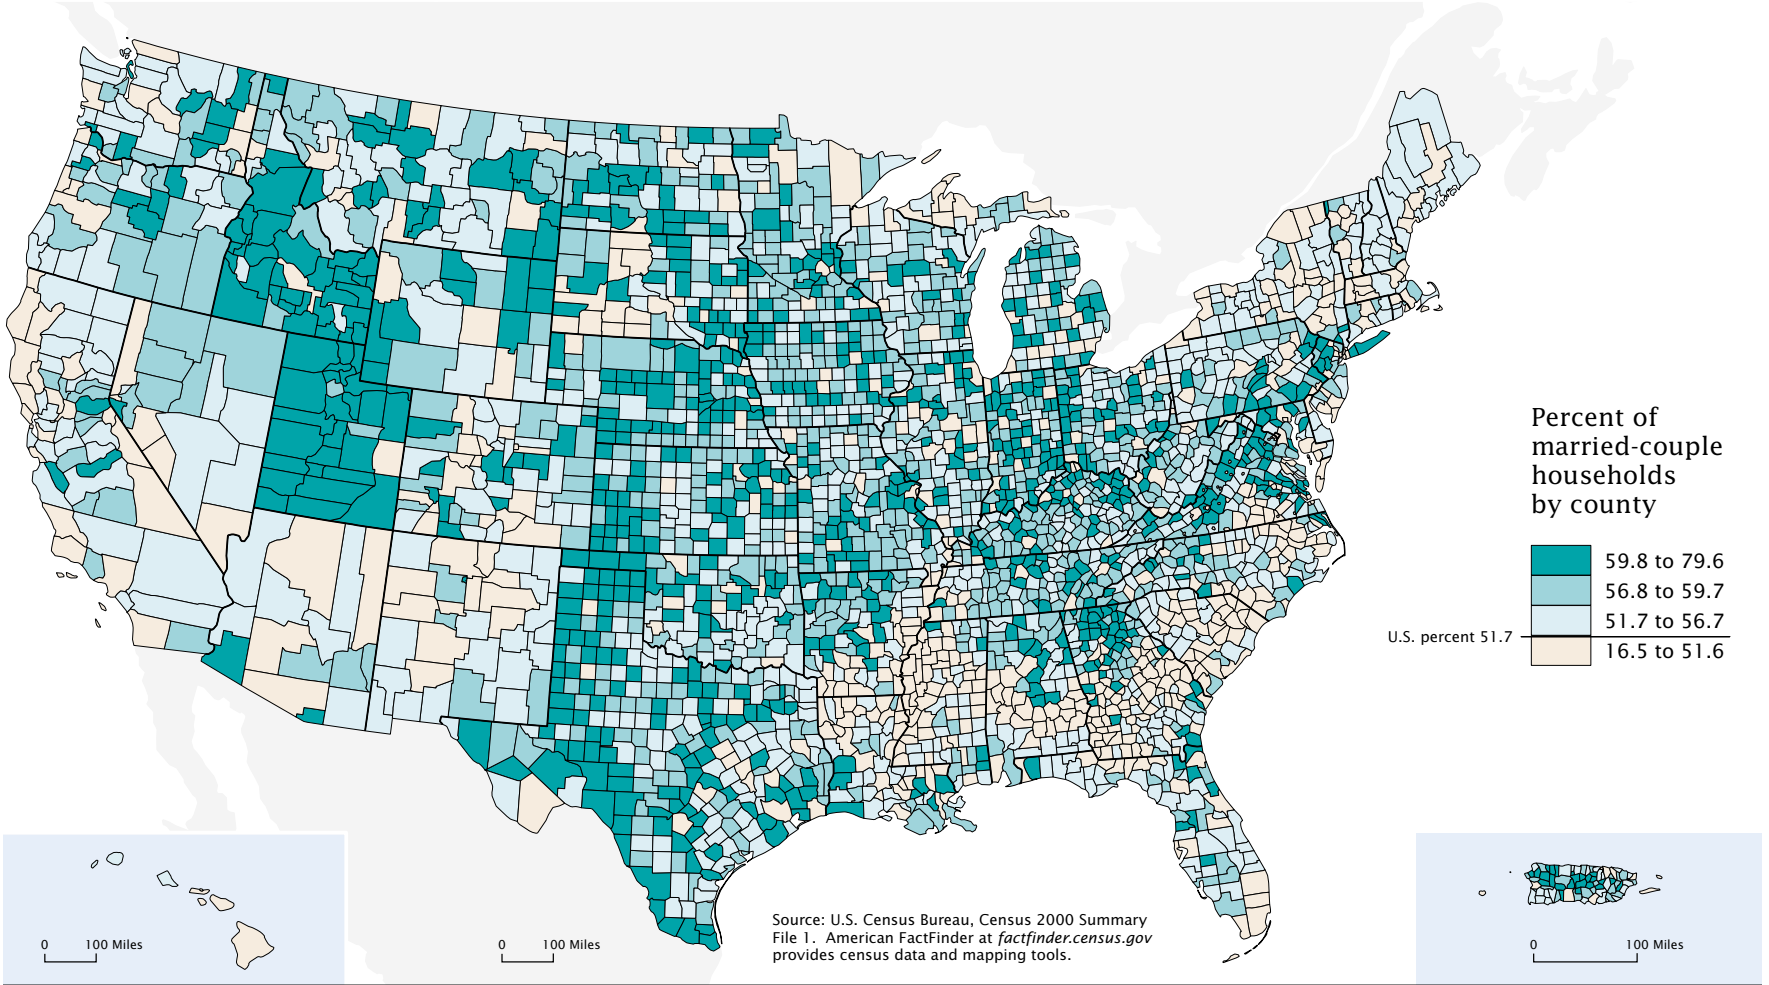 Percent of
married-couple
households
by county
59.8 to 79.6
56.8 to 59.7
51.7 to 56.7
U.S. percent 51.7
16.5 to 51.6
Source: U.S. Census Bureau, Census 2000 Summary
File 1. American FactFinder at factfinder.census.gov
provides census data and mapping tools.
0 100 Miles
0 100 Miles
0 100 Miles